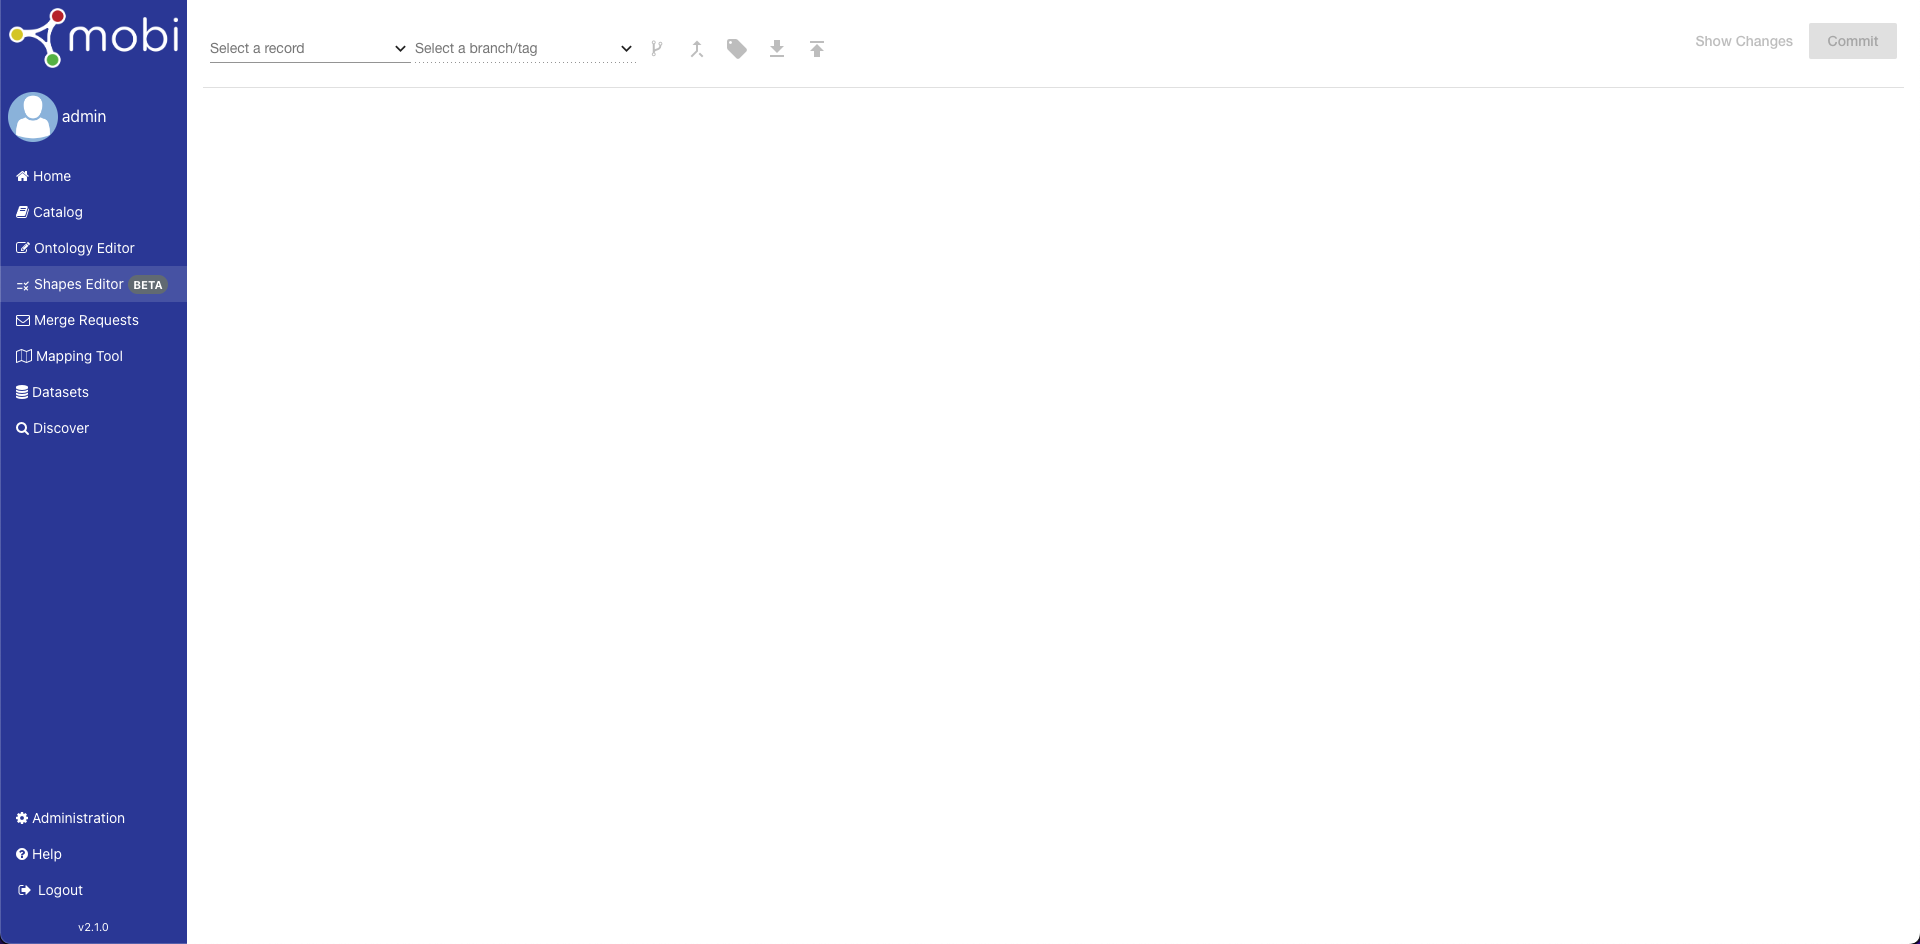 mobi
admin
Home
Catalog
Ontology Editor
Shapes Editor BETA
Merge Requests
Mapping Tool
Datasets
Discover
Administration
Help
Logout
v2.1.0
Select a record
Select a branch/tag
Show Changes
Commit